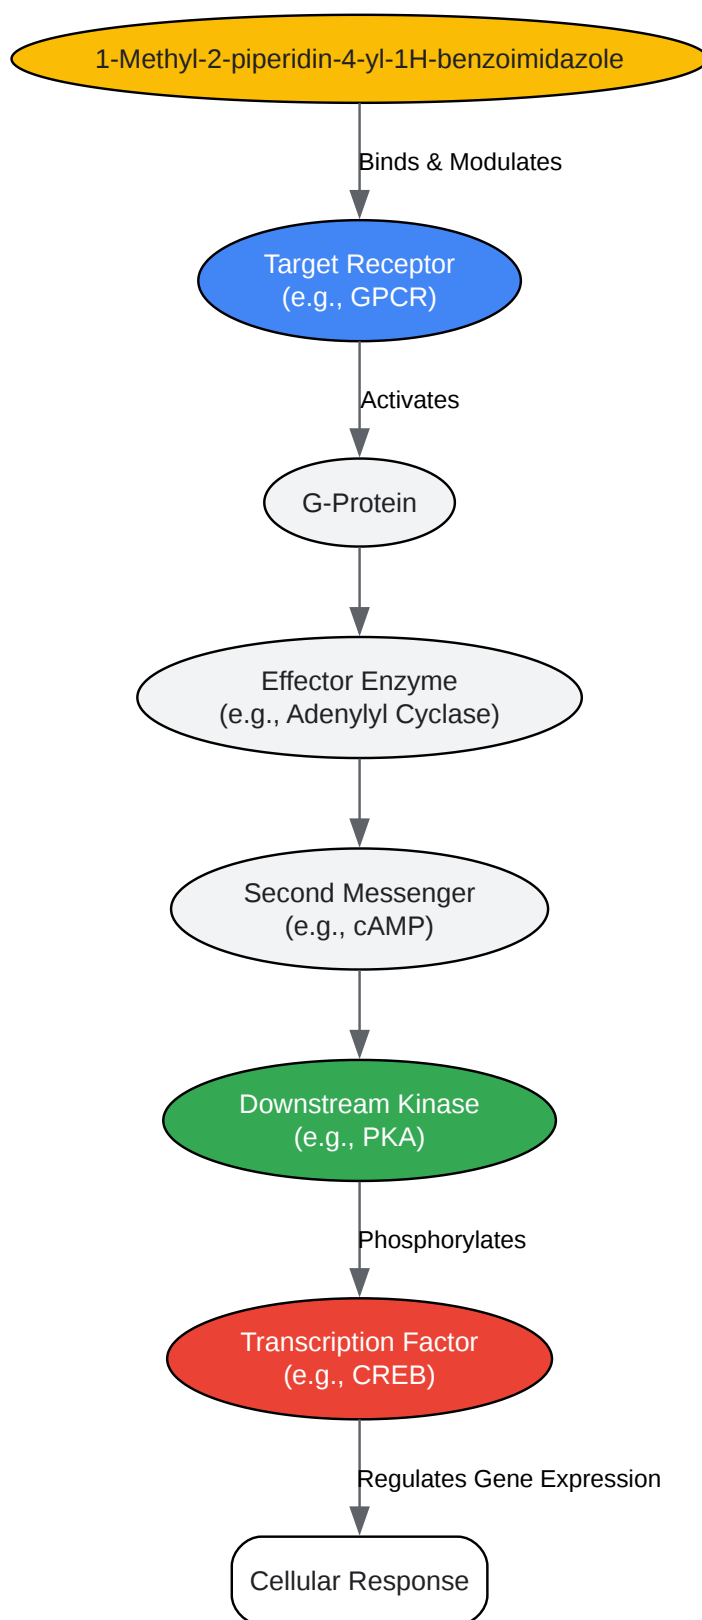 1-Methyl-2-piperidin-4-yl-1H-benzoimidazole
Binds & Modulates
Target Receptor
(e.g., GPCR)
Activates
G-Protein
Effector Enzyme
(e.g., Adenylyl Cyclase)
Second Messenger
(e.g., cAMP)
Downstream Kinase
(e.g., PKA)
Phosphorylates
Transcription Factor
(e.g., CREB)
Regulates Gene Expression
Cellular Response